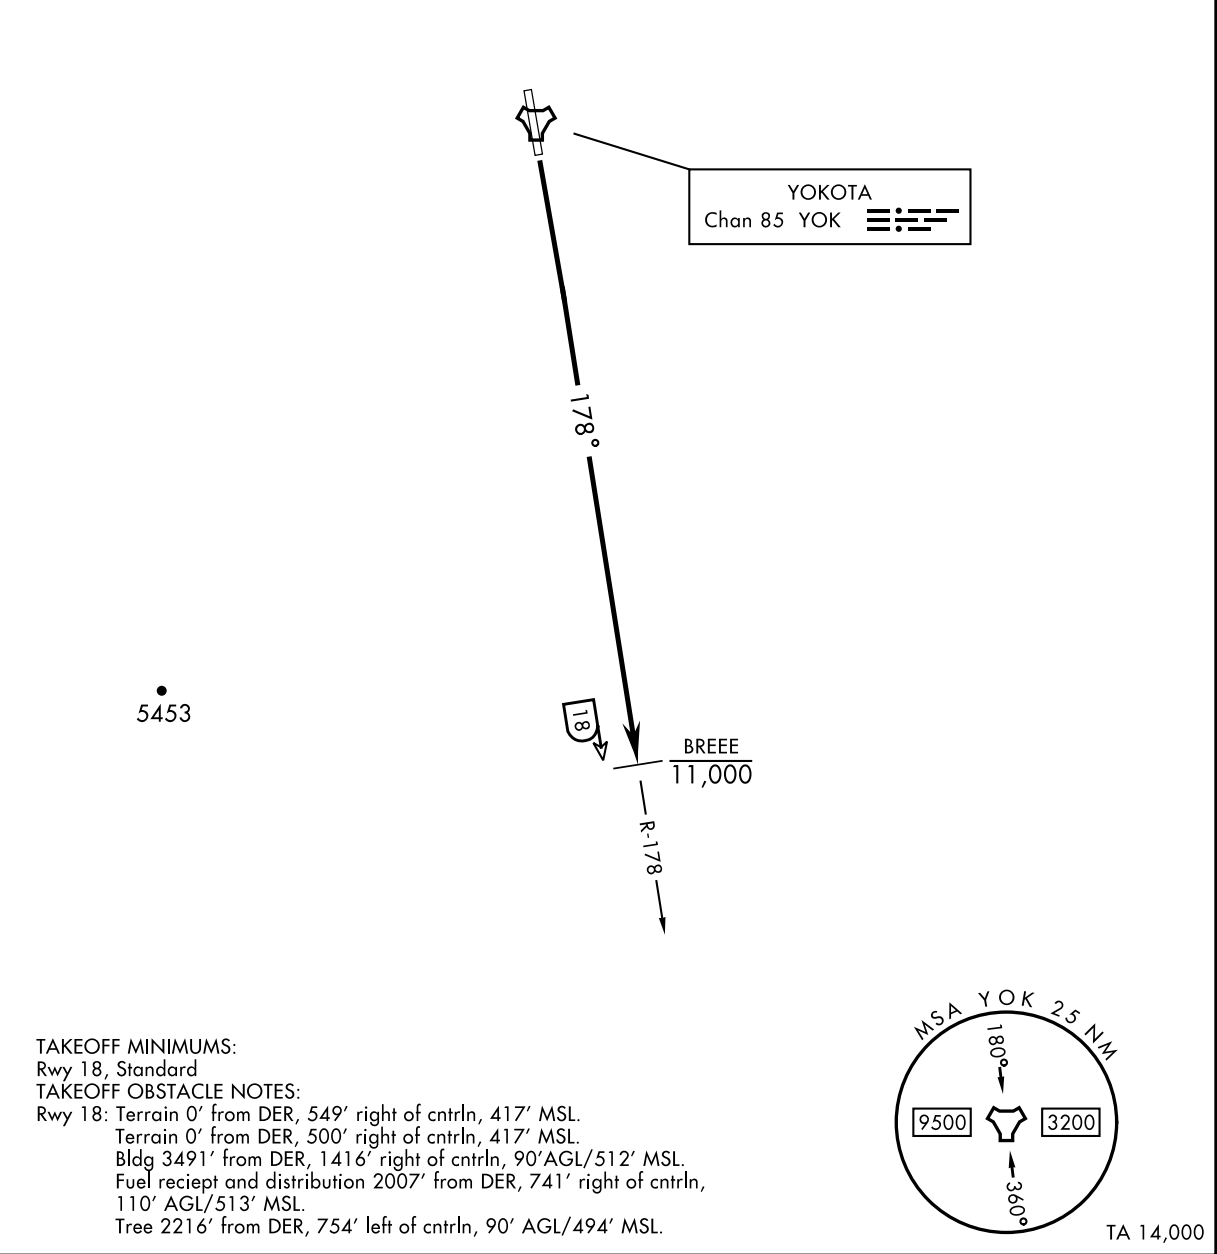 YOKOTA
Chan 85 YOK
178°
5453
18
BREEE
11,000
R-178
TAKEOFF MINIMUMS:
Rwy 18, Standard
TAKEOFF OBSTACLE NOTES:
Rwy 18: Terrain 0' from DER, 549' right of cntrln, 417' MSL.
Terrain 0' from DER, 500' right of cntrln, 417' MSL.
Bldg 3491' from DER, 1416' right of cntrln, 90'AGL/512' MSL.
Fuel reciept and distribution 2007' from DER, 741' right of cntrln,
110' AGL/513' MSL.
Tree 2216' from DER, 754' left of cntrln, 90' AGL/494' MSL.
MSA YOK 25 NM
180°
9500
3200
360°
TA 14,000